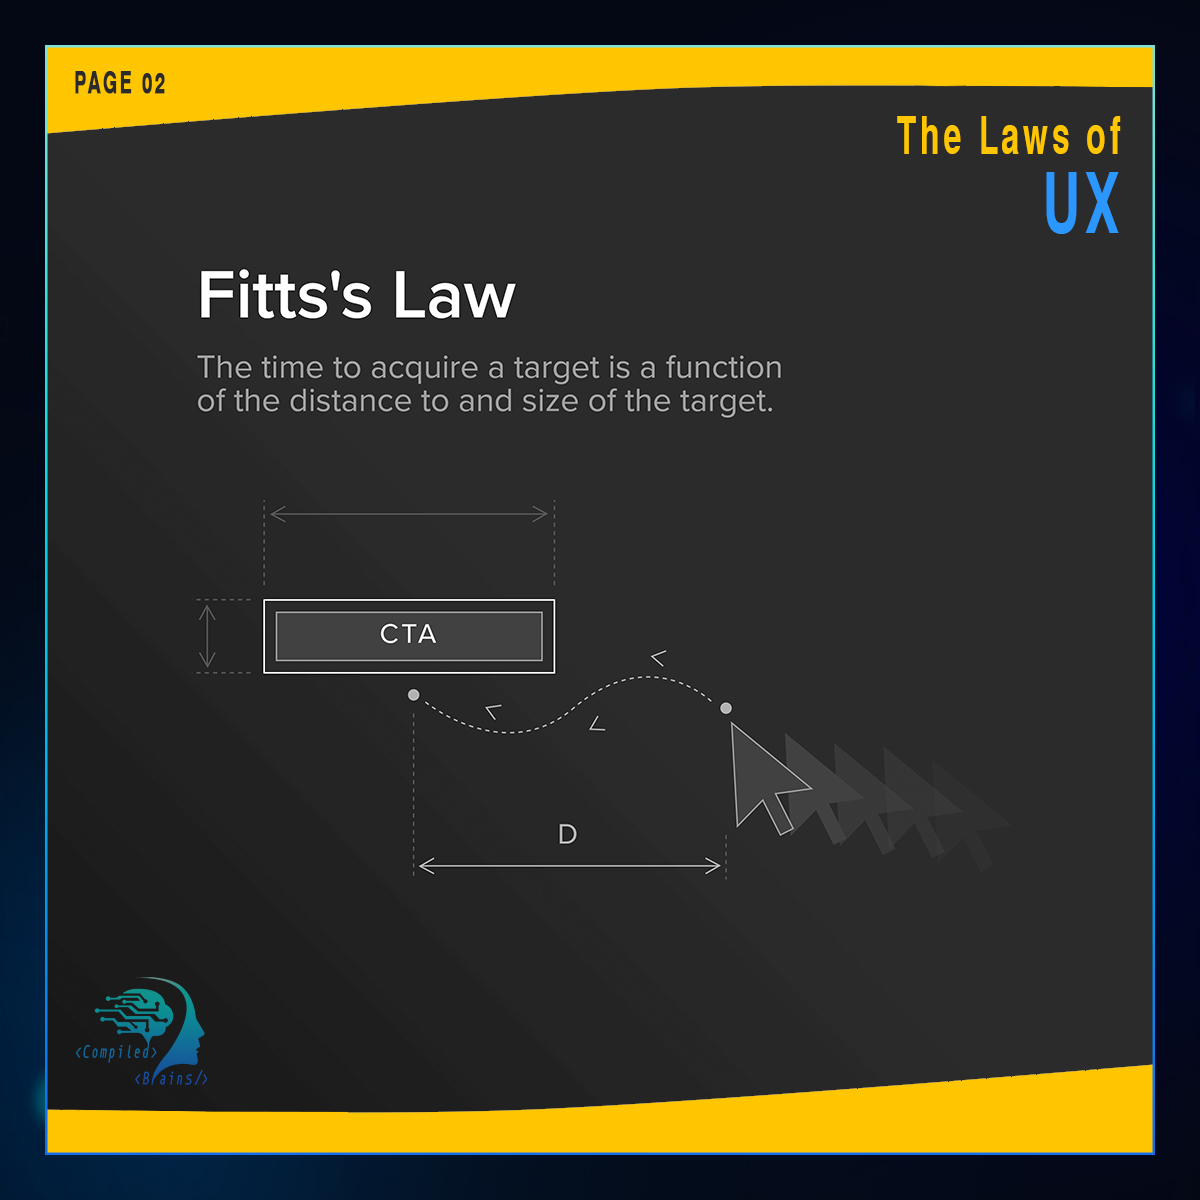 PAGE 02
The Laws of
UX
Fitts's Law
The time to acquire a target is a function
of the distance to and size of the target.
CTA
D
<Compiled>
<Brains/>